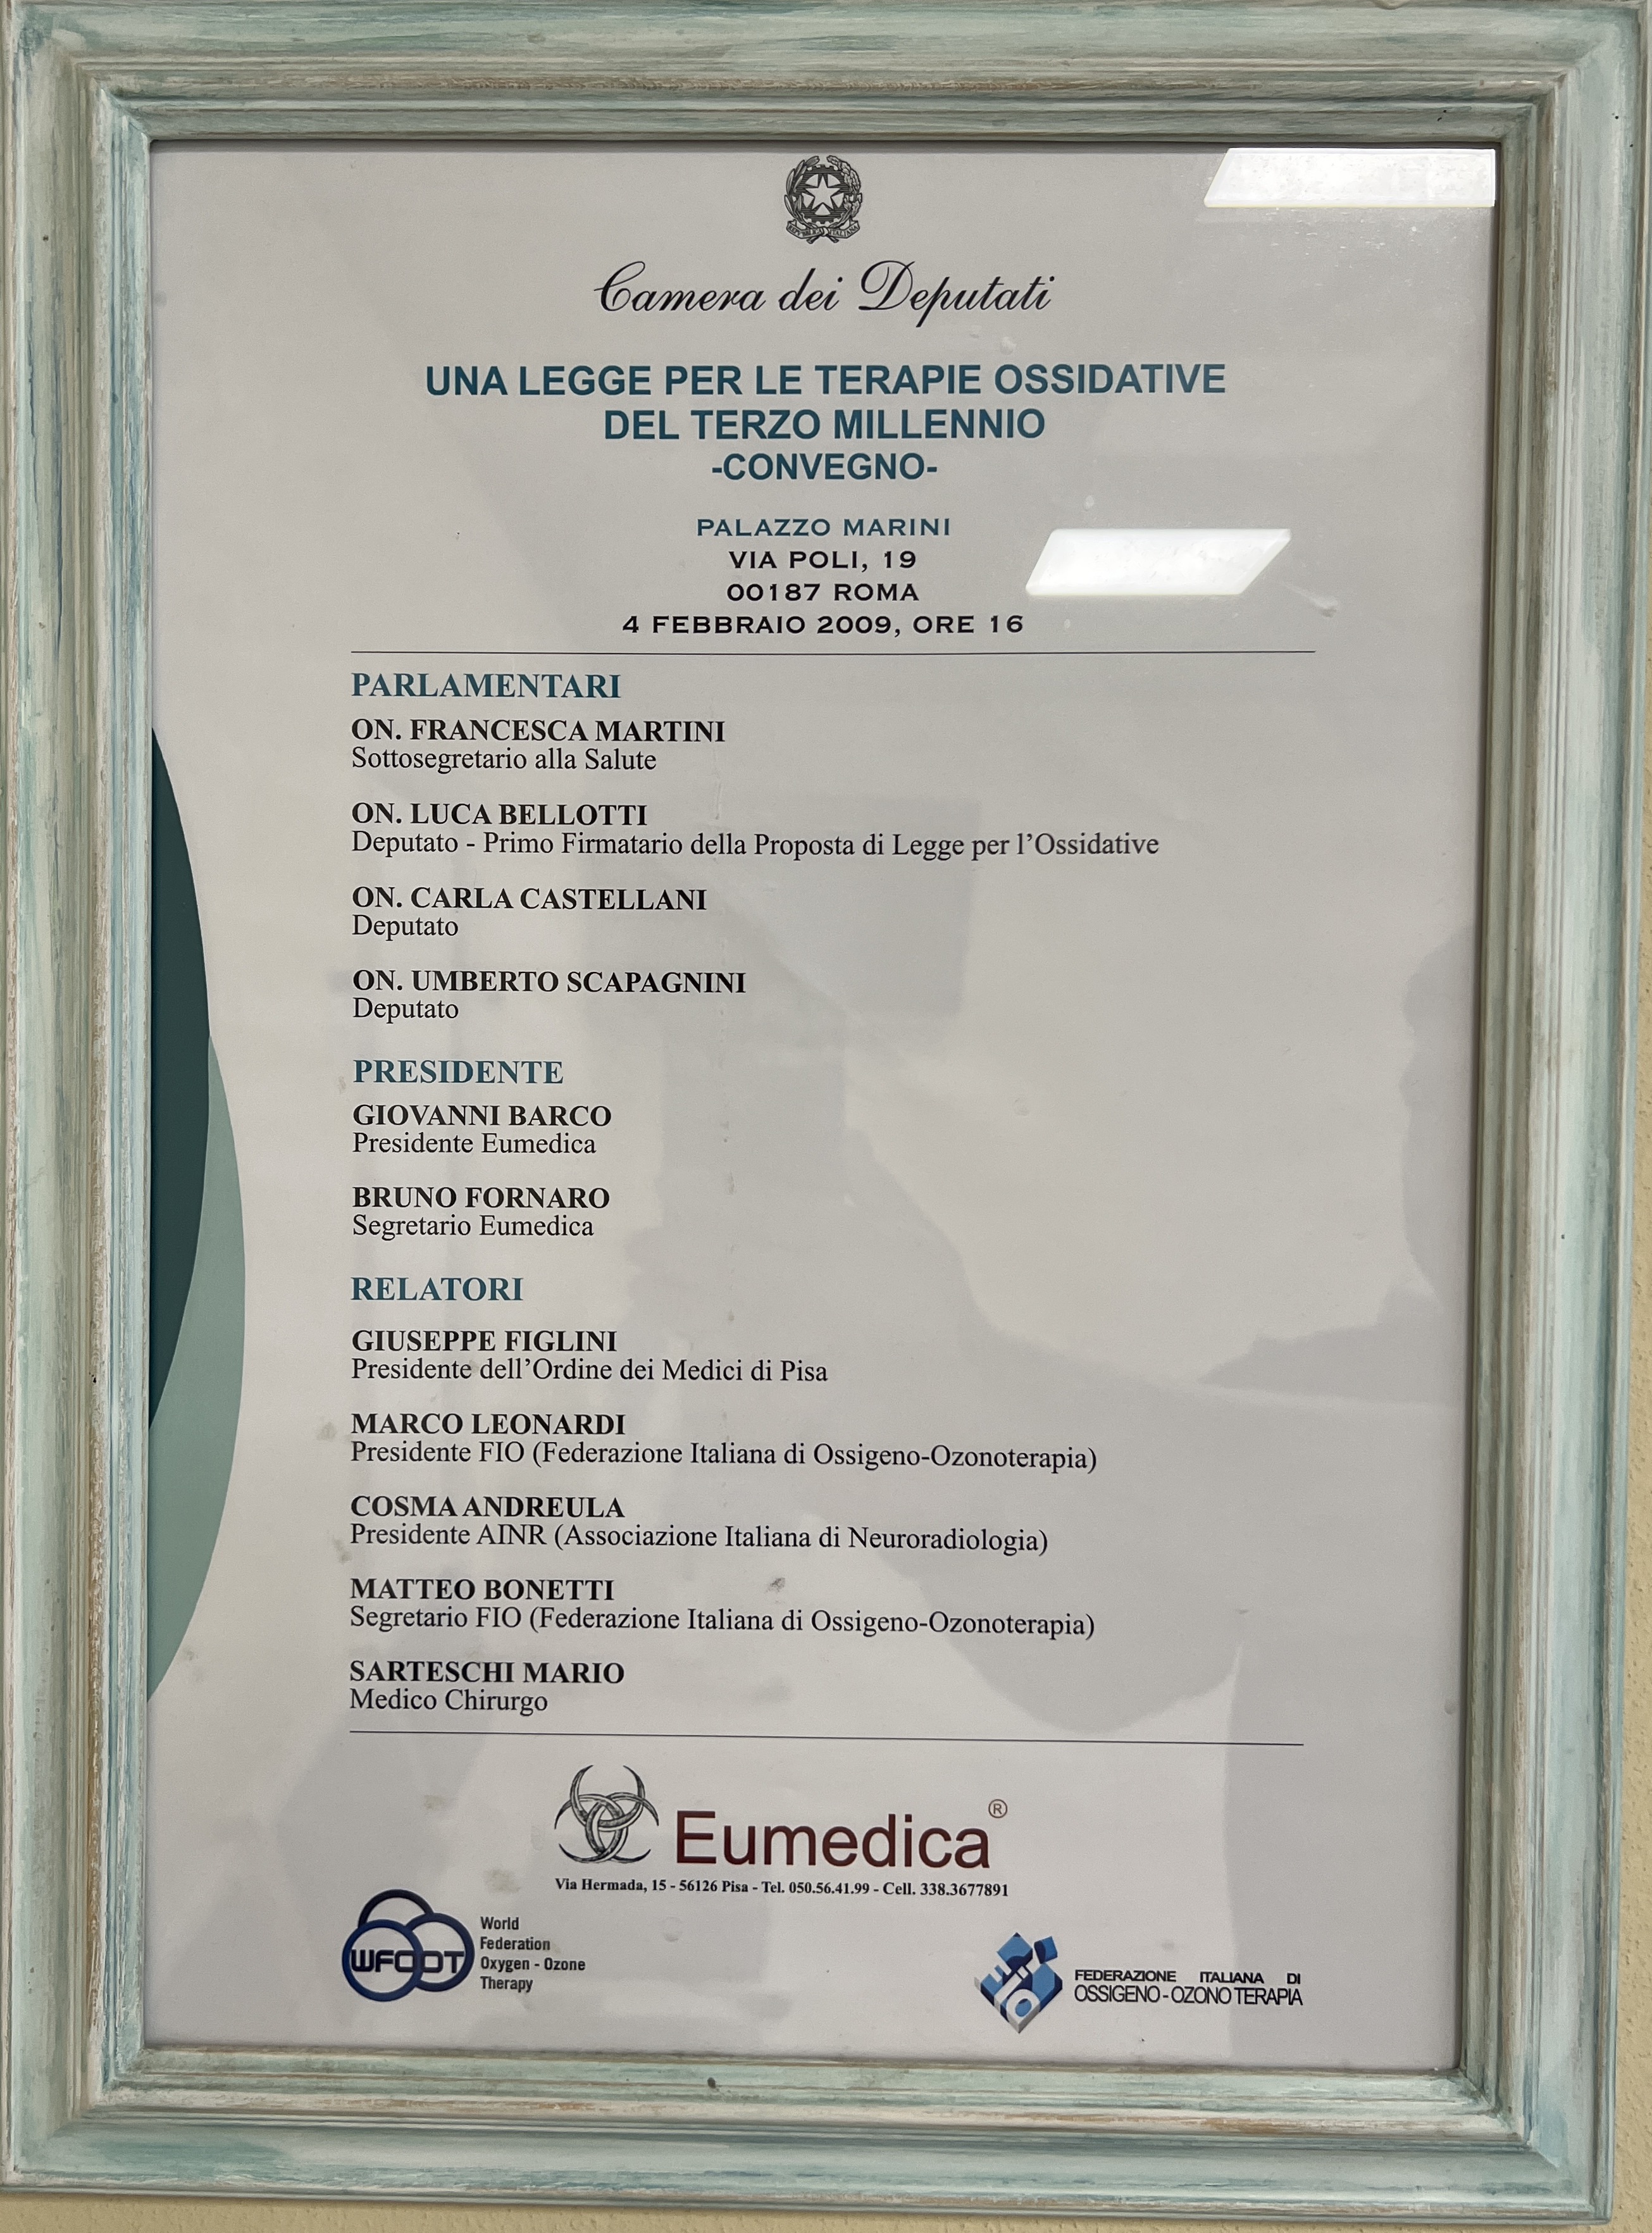 REPVBBLICA ITALIANA
Camera dei Deputati
UNA LEGGE PER LE TERAPIE OSSIDATIVE
DEL TERZO MILLENNIO
-CONVEGNO-
PALAZZO MARINI
VIA POLI, 19
00187 ROMA
4 FEBBRAIO 2009, ORE 16
PARLAMENTARI
ON. FRANCESCA MARTINI
Sottosegretario alla Salute
ON. LUCA BELLOTTI
Deputato - Primo Firmatario della Proposta di Legge per l’Ossidative
ON. CARLA CASTELLANI
Deputato
ON. UMBERTO SCAPAGNINI
Deputato
PRESIDENTE
GIOVANNI BARCO
Presidente Eumedica
BRUNO FORNARO
Segretario Eumedica
RELATORI
GIUSEPPE FIGLINI
Presidente dell’Ordine dei Medici di Pisa
MARCO LEONARDI
Presidente FIO (Federazione Italiana di Ossigeno-Ozonoterapia)
COSMA ANDREULA
Presidente AINR (Associazione Italiana di Neuroradiologia)
MATTEO BONETTI
Segretario FIO (Federazione Italiana di Ossigeno-Ozonoterapia)
SARTESCHI MARIO
Medico Chirurgo
Eumedica®
Via Hermada, 15 - 56126 Pisa - Tel. 050.56.41.99 - Cell. 338.3677891
WFOOT
World
Federation
Oxygen - Ozone
Therapy
FIO
FEDERAZIONE ITALIANA DI
OSSIGENO-OZONO TERAPIA